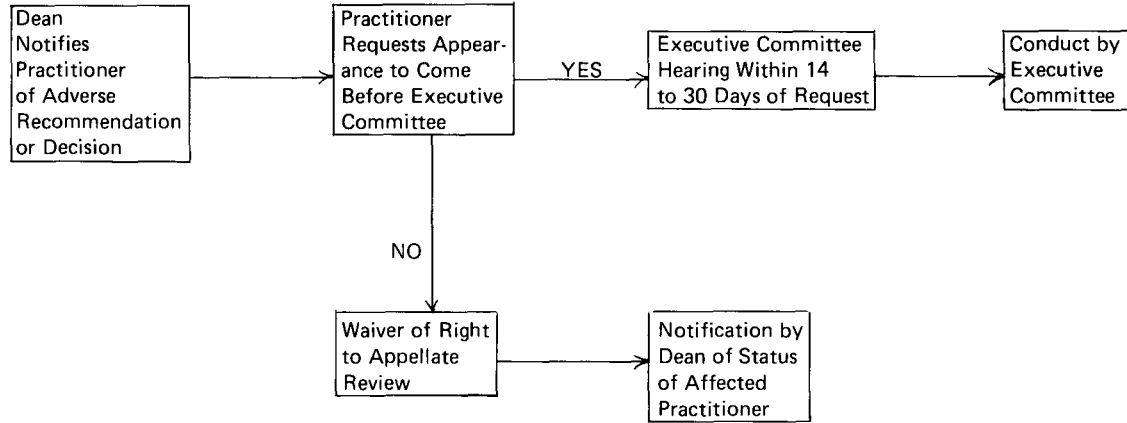 Dean
Notifies
Practitioner
of Adverse
Recommendation
or Decision
Practitioner
Requests Appear-
ance to Come
Before Executive
Committee
YES
Executive Committee
Hearing Within 14
to 30 Days of Request
Conduct by
Executive
Committee
NO
Waiver of Right
to Appellate
Review
Notification by
Dean of Status
of Affected
Practitioner